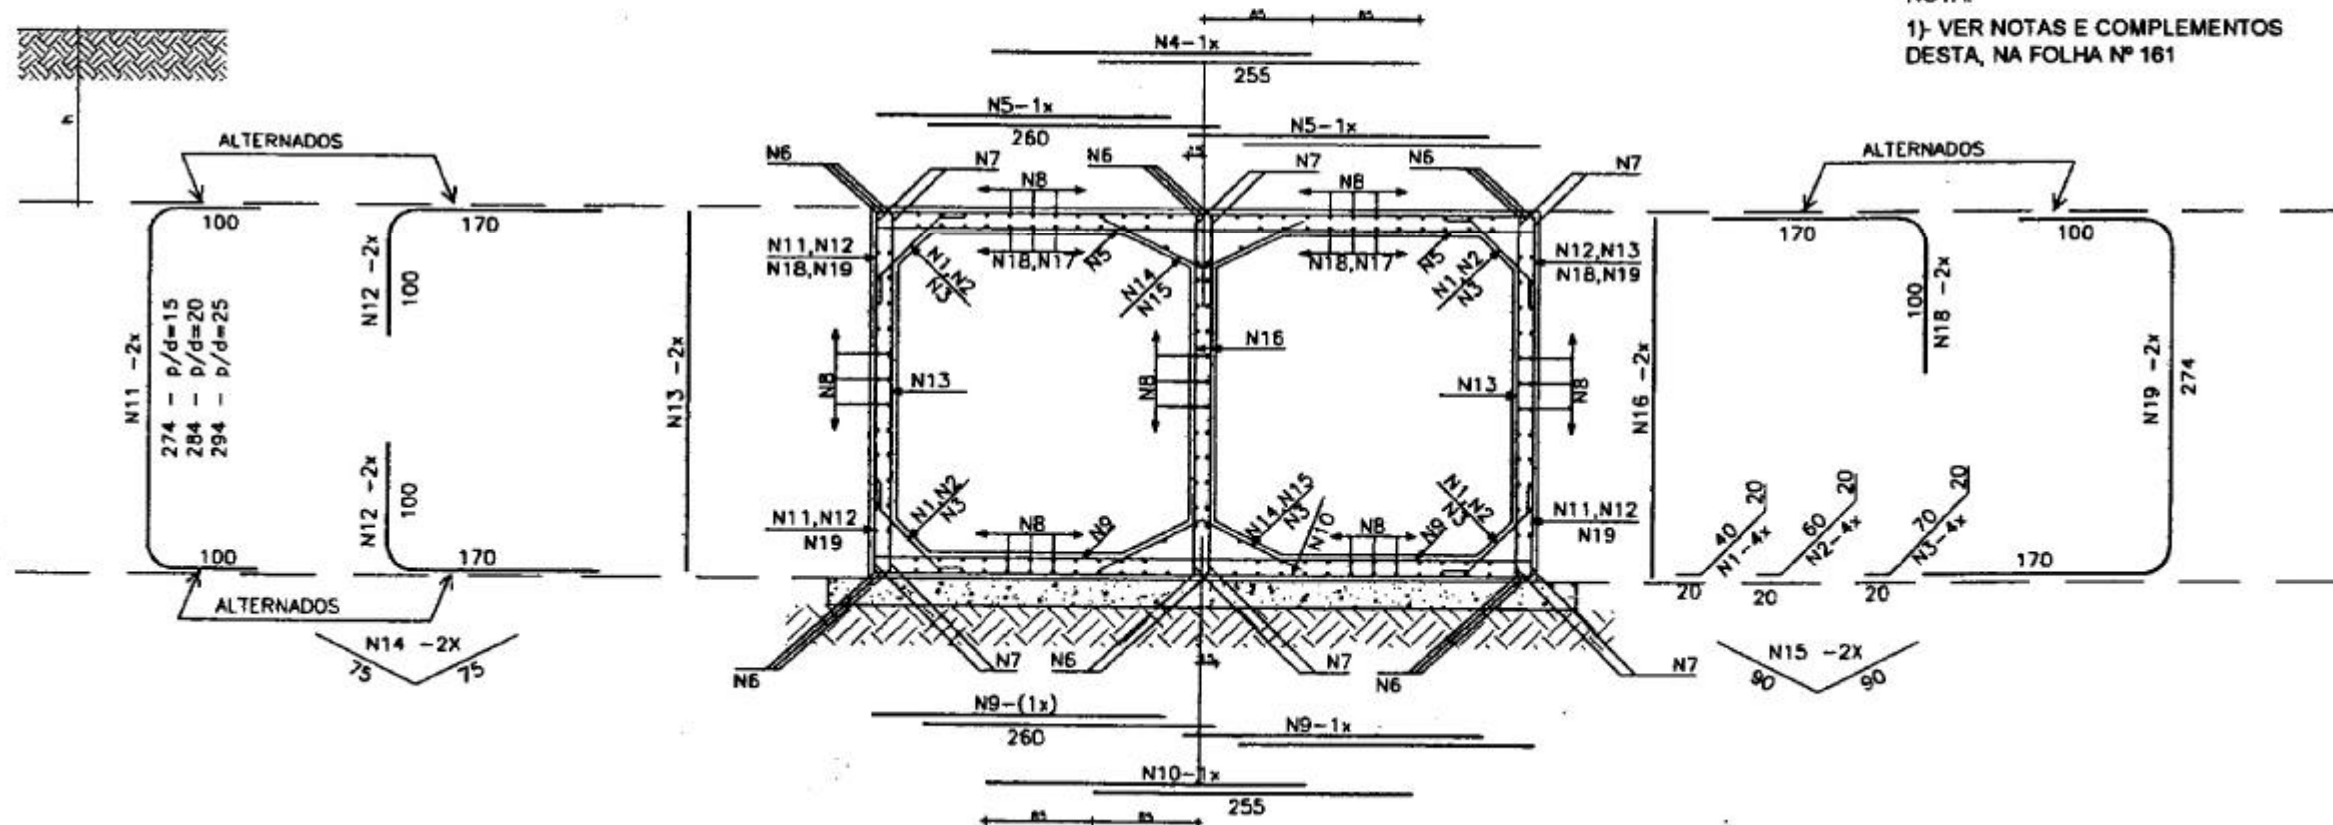 1)- VER NOTAS E COMPLEMENTOS
DESTA, NA FOLHA Nº 161
85 85
N4-1x
255
N5-1x
260
N5-1x
15
h
ALTERNADOS
100
170
N11 -2x
274 - p/d=15
284 - p/d=20
294 - p/d=25
N12 -2x
100
N12 -2x
100
100
170
ALTERNADOS
N14 -2X
75 75
N13 -2x
N6
N7
N6
N7
N6
N7
N8
N8
N11,N12
N18,N19
N1,N2
N3
N18,N17
N5
N14
N15
N18,N17
N5
N1,N2
N3
N12,N13
N18,N19
N16
N8
N13
N8
N13
N8
N11,N12
N19
N1,N2
N3
N8
N9
N14,N15
N3
N10
N8
N9
N1,N2
N3
N11,N12
N19
N6
N7
N6
15
N7
N6
N7
N9-(1x)
260
N9-1x
N10-1x
255
85 85
ALTERNADOS
170
100
N16 -2x
100
N18 -2x
N19 -2x
274
40
N1-4x
20
20
60
N2-4x
20
20
70
N3-4x
20
20
170
N15 -2X
90 90